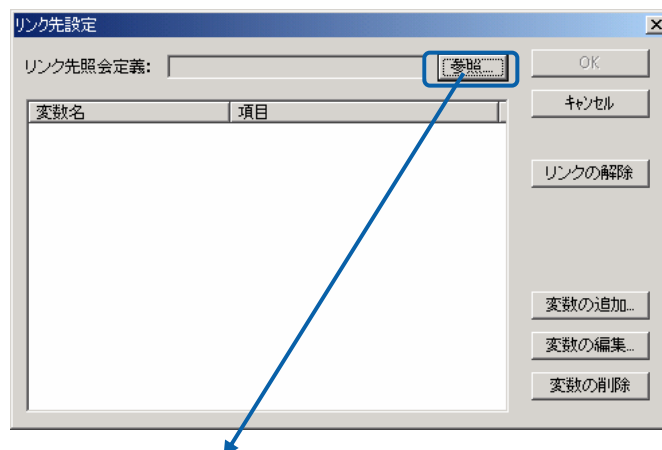 リンク先設定
リンク先照会定義:
参照...
OK
キャンセル
変数名
項目
リンクの解除
変数の追加...
変数の編集...
変数の削除